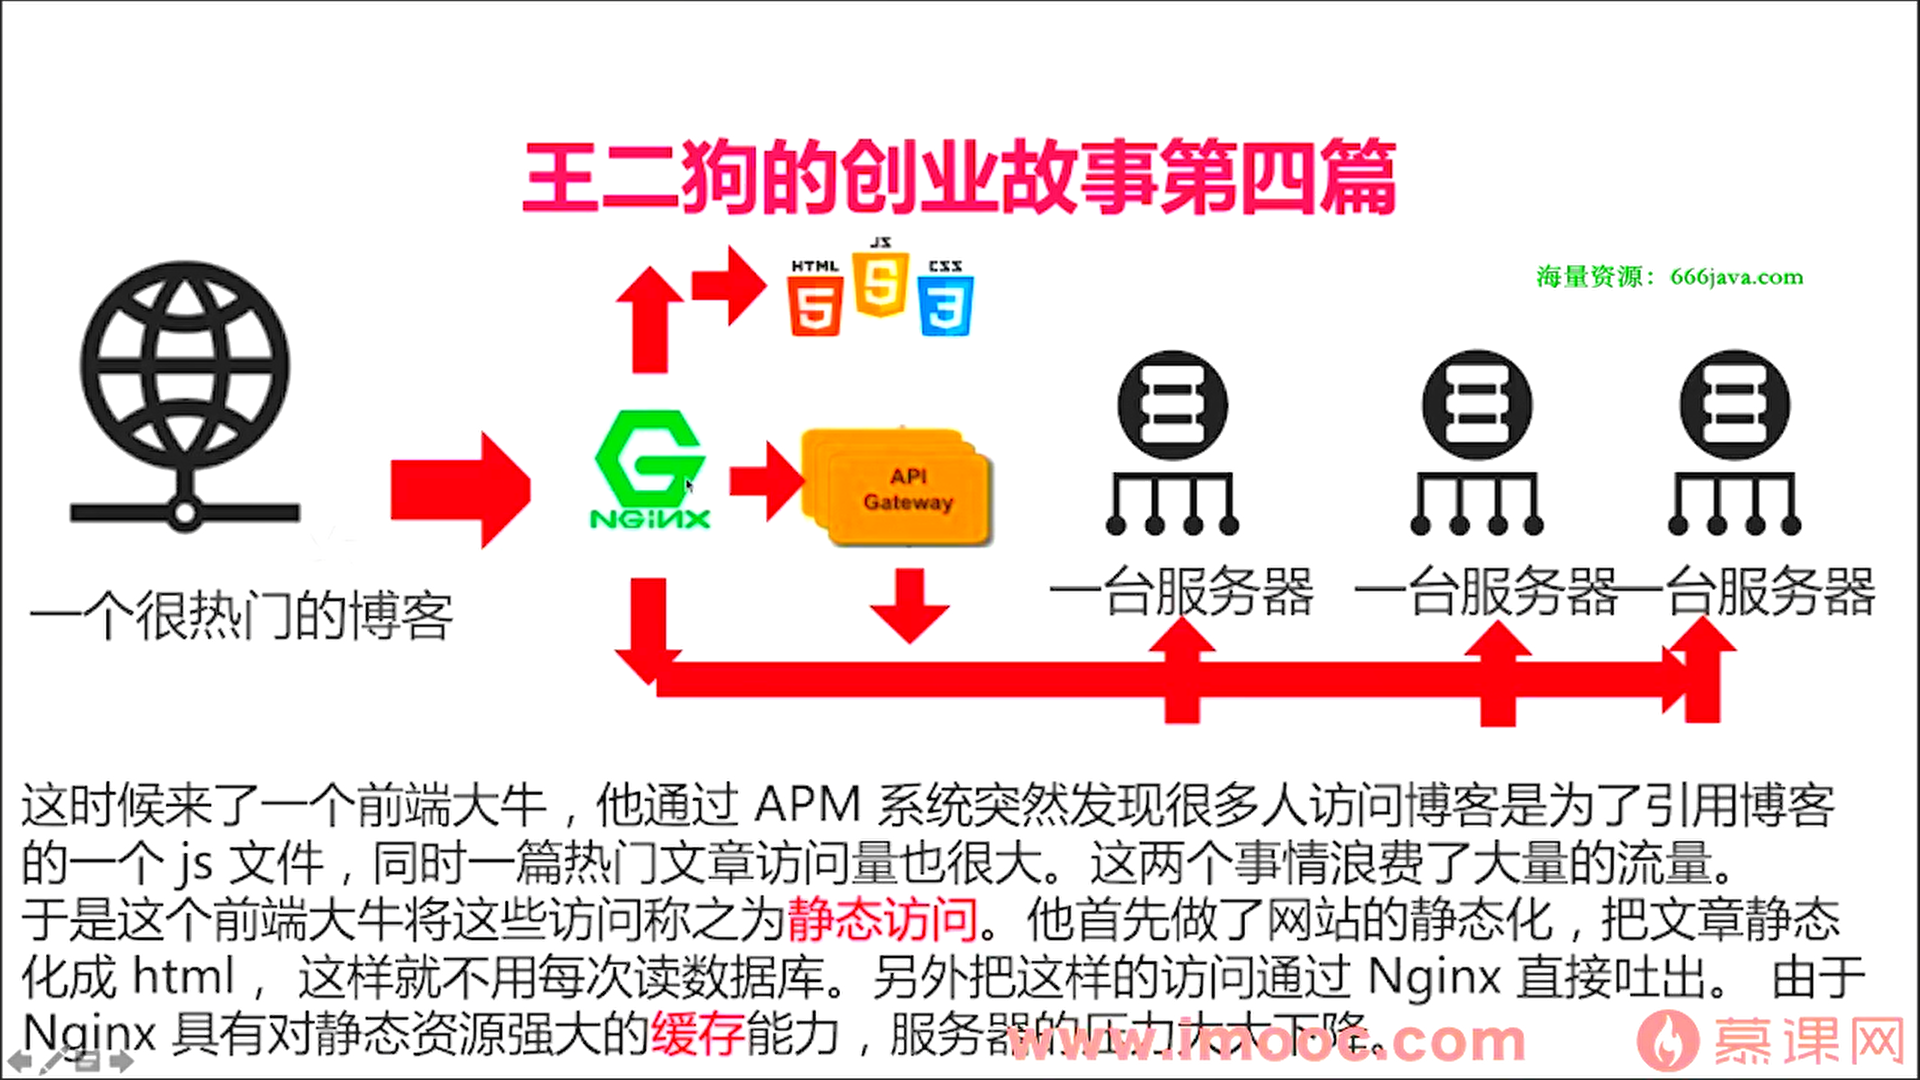 王二狗的创业故事第四篇
JS
HTML
CSS
海量资源：666java.com
API
Gateway
NGiNX
一台服务器
一台服务器
一台服务器
一个很热门的博客
这时候来了一个前端大牛，他通过 APM 系统突然发现很多人访问博客是为了引用博客
的一个 js 文件，同时一篇热门文章访问量也很大。这两个事情浪费了大量的流量。
于是这个前端大牛将这些访问称之为静态访问。他首先做了网站的静态化，把文章静态
化成 html， 这样就不用每次读数据库。另外把这样的访问通过 Nginx 直接吐出。 由于
Nginx 具有对静态资源强大的缓存能力，服务器的压力大大下降。
www.imooc.com
慕课网